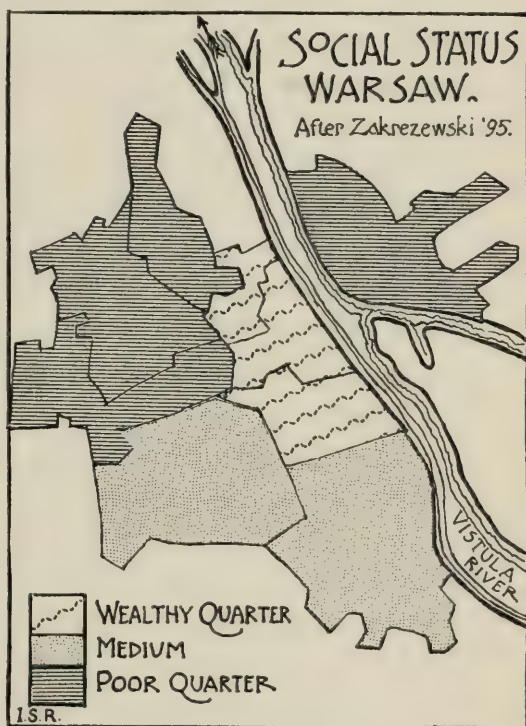 SOCIAL STATUS
WARSAW.
After Zakrezewski '95.
VISTULA
RIVER
WEALTHY QUARTER
MEDIUM
POOR QUARTER
I.S.R.